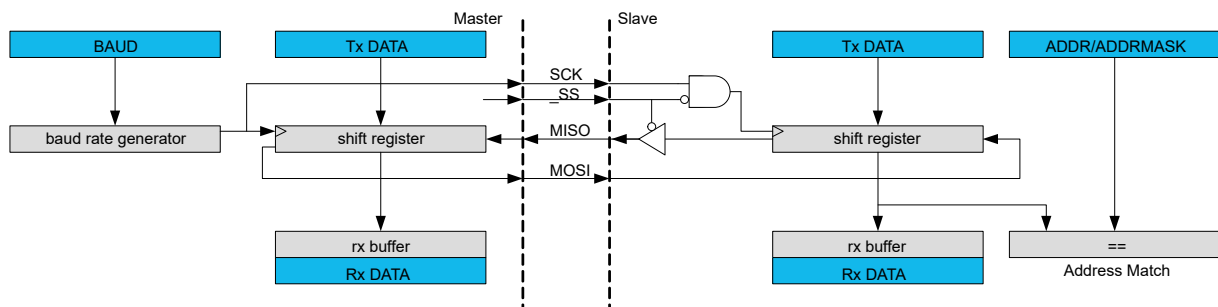 Master
Slave
BAUD
Tx DATA
Tx DATA
ADDR/ADDRMASK
SCK
_SS
baud rate generator
shift register
MISO
shift register
MOSI
rx buffer
rx buffer
==
Rx DATA
Rx DATA
Address Match